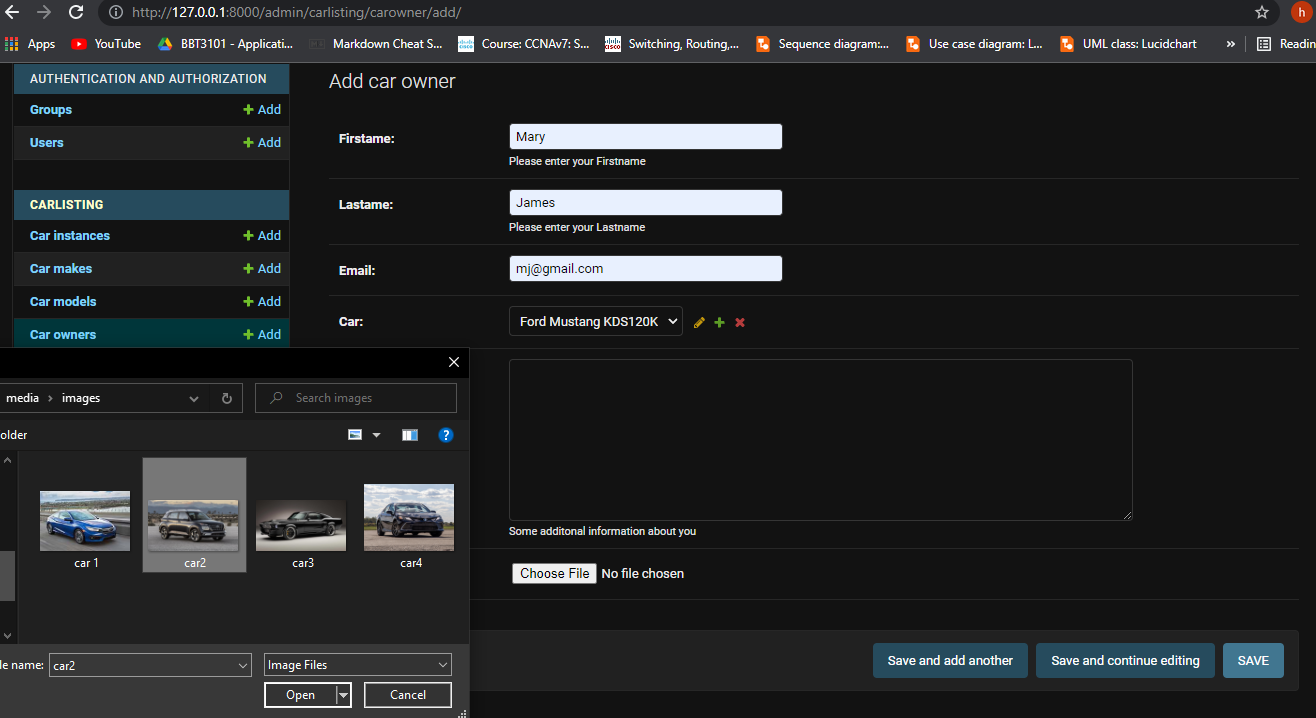 http://127.0.0.1:8000/admin/carlisting/carowner/add/
h
Apps YouTube BBT3101 - Applicati... Markdown Cheat S... Course: CCNAv7: S... Switching, Routing,... Sequence diagram:... Use case diagram: L... UML class: Lucidchart » Readin
AUTHENTICATION AND AUTHORIZATION
Groups + Add
Users + Add
CARLISTING
Car instances + Add
Car makes + Add
Car models + Add
Car owners + Add
Add car owner
Firstame: Mary
Please enter your Firstname
Lastame: James
Please enter your Lastname
Email: mj@gmail.com
Car: Ford Mustang KDS120K
Some additonal information about you
Choose File No file chosen
Save and add another Save and continue editing SAVE
media › images Search images
older ?
car 1 car2 car3 car4
le name: car2 Image Files
Open Cancel